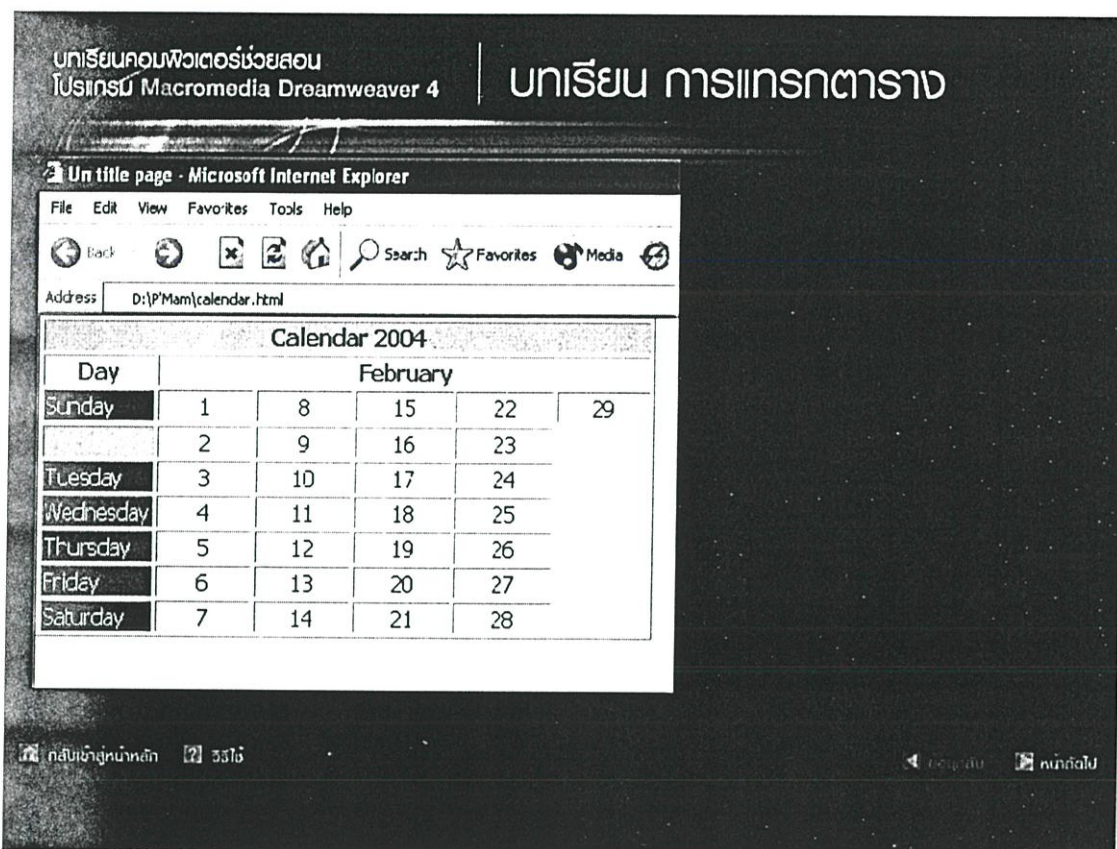 บทเรียนคอมพิวเตอร์ช่วยสอน
โปรแกรม Macromedia Dreamweaver 4
บทเรียน การแทรกตาราง
Un title page - Microsoft Internet Explorer
File Edit View Favorites Tools Help
Back Search Favorites Media
Address D:\P'Mam\calendar.html
Calendar 2004
Day February
Sunday 1 8 15 22 29
2 9 16 23
Tuesday 3 10 17 24
Wednesday 4 11 18 25
Thursday 5 12 19 26
Friday 6 13 20 27
Saturday 7 14 21 28
กลับเข้าสู่หน้าหลัก ? วิธีใช้
ย้อนกลับ หน้าถัดไป